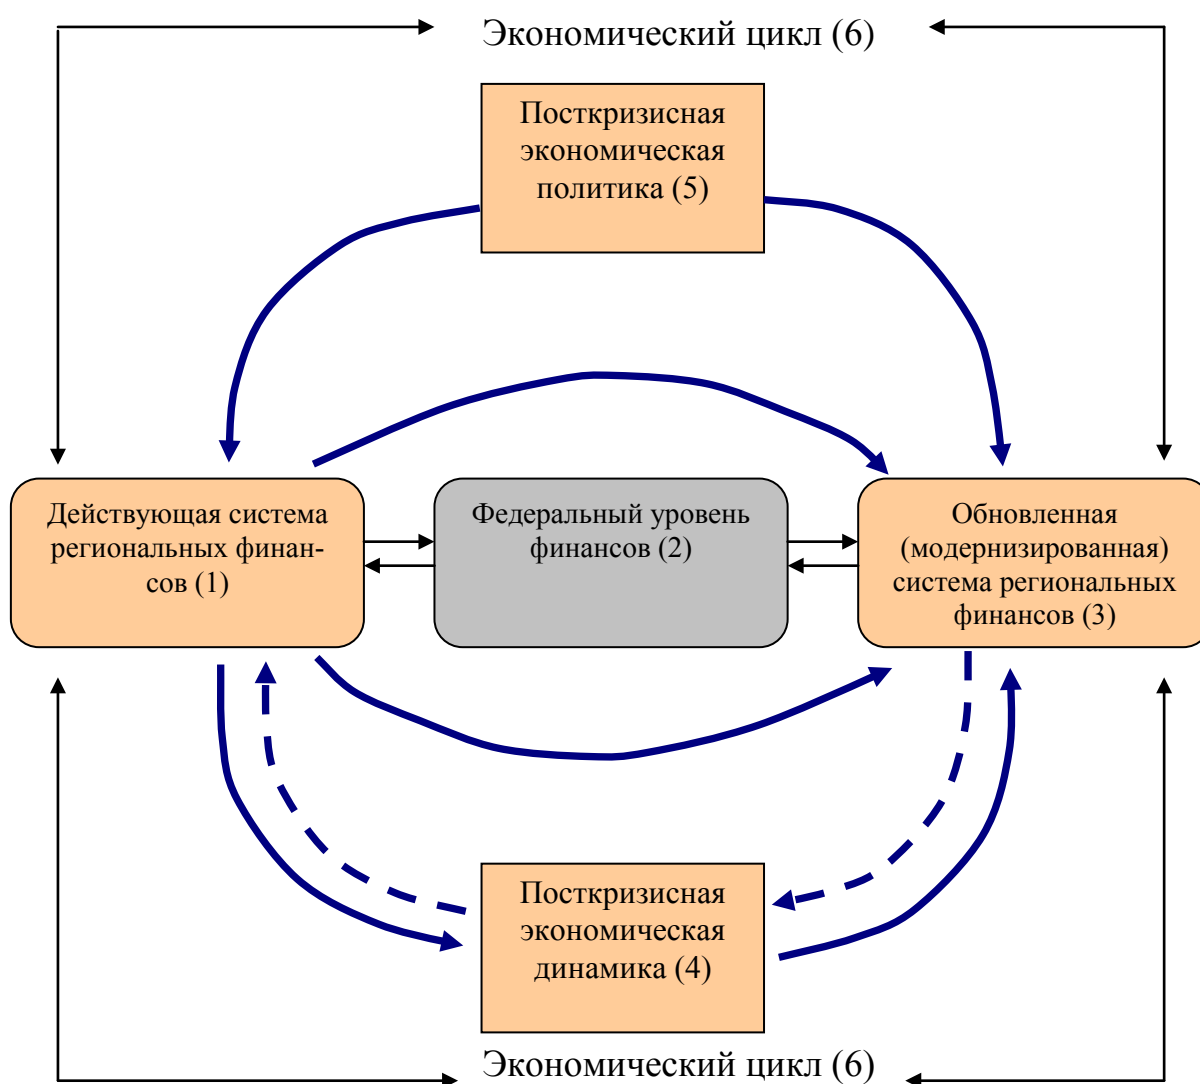 Экономический цикл (6)
Посткризисная
экономическая
политика (5)
Действующая система
региональных финан-
сов (1)
Федеральный уровень
финансов (2)
Обновленная
(модернизированная)
система региональных
финансов (3)
Посткризисная
экономическая
динамика (4)
Экономический цикл (6)